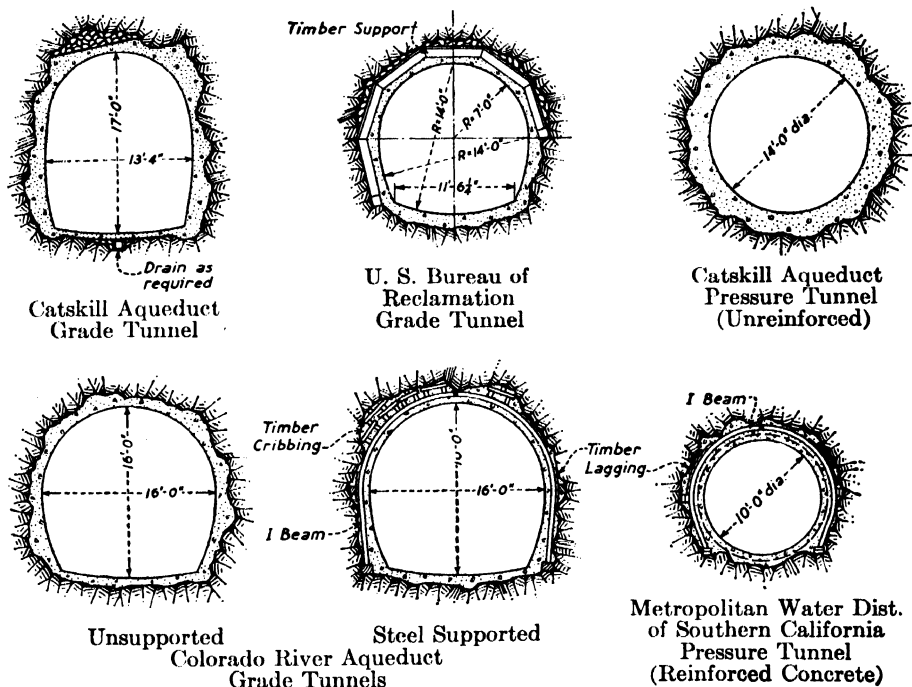 17'-0"
13'-4"
Drain as
required
Catskill Aqueduct
Grade Tunnel
Timber Support
R=14'-0"
R=7'-0"
R=14'-0"
11'-6¼"
U. S. Bureau of
Reclamation
Grade Tunnel
14'-0" dia.
Catskill Aqueduct
Pressure Tunnel
(Unreinforced)
16'-0"
16'-0"
Unsupported
Timber
Cribbing
16'-0"
I Beam
Steel Supported
Colorado River Aqueduct
Grade Tunnels
Timber
Lagging
I Beam
10'-0" dia.
Metropolitan Water Dist.
of Southern California
Pressure Tunnel
(Reinforced Concrete)